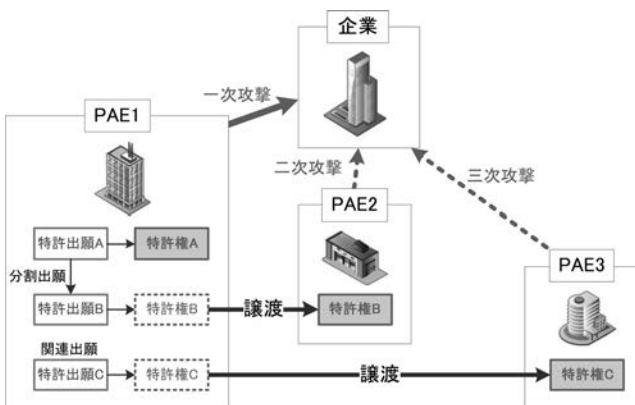 企業
一次攻撃
PAE1
二次攻撃
三次攻撃
PAE2
特許出願A
特許権A
分割出願
PAE3
特許出願B
特許権B
譲渡
特許権B
関連出願
特許出願C
特許権C
譲渡
特許権C